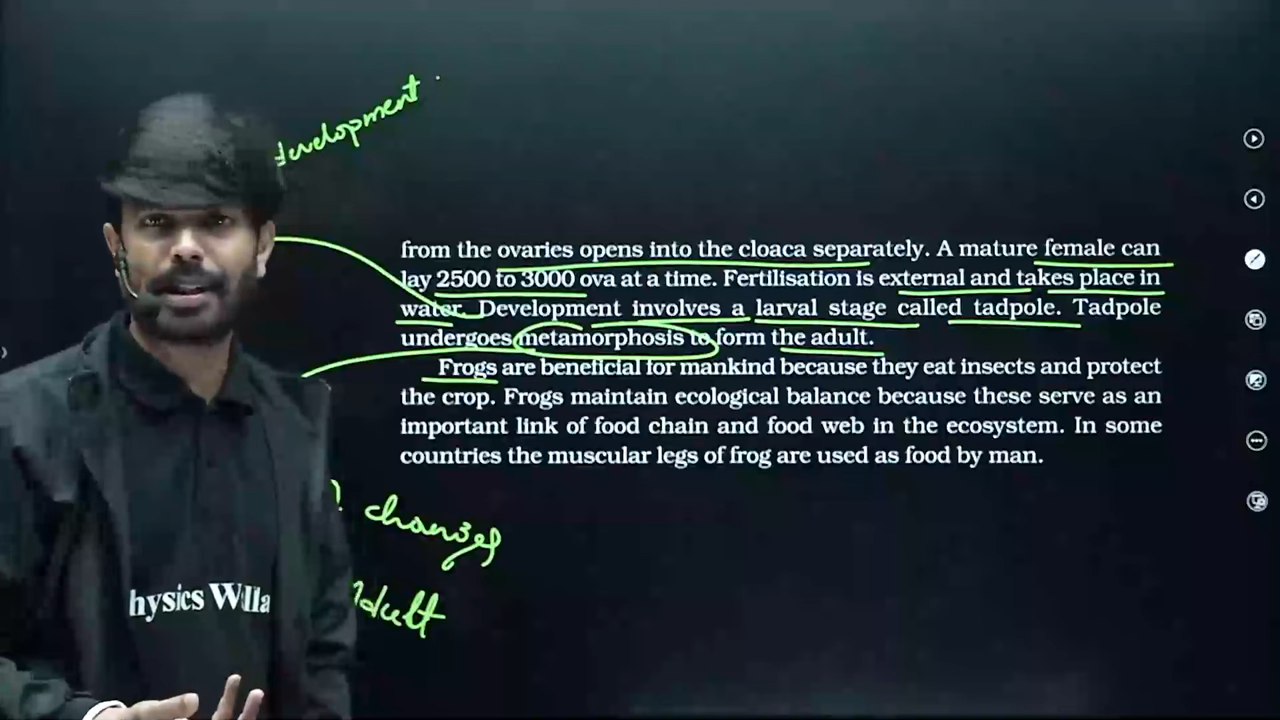 development
from the ovaries opens into the cloaca separately. A mature female can
lay 2500 to 3000 ova at a time. Fertilisation is external and takes place in
water. Development involves a larval stage called tadpole. Tadpole
undergoes metamorphosis to form the adult.
Frogs are beneficial for mankind because they eat insects and protect
the crop. Frogs maintain ecological balance because these serve as an
important link of food chain and food web in the ecosystem. In some
countries the muscular legs of frog are used as food by man.
changes
Adult
hysics Walla